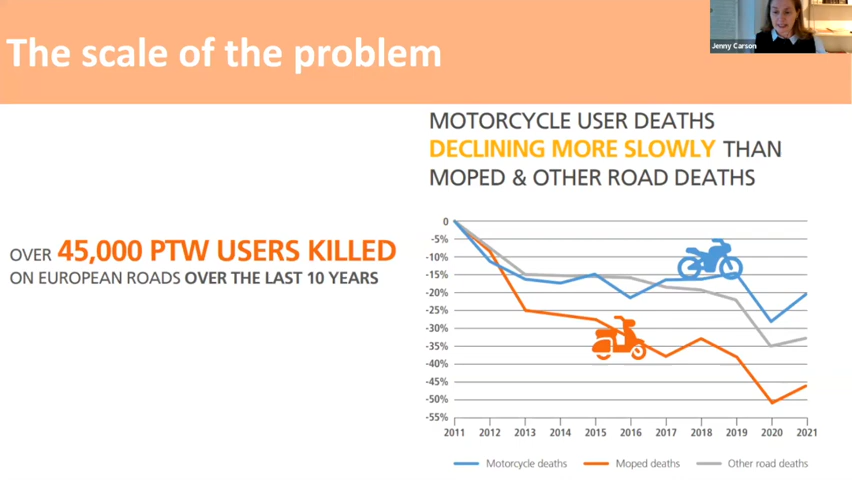 The scale of the problem
Jenny Carson
MOTORCYCLE USER DEATHS
DECLINING MORE SLOWLY THAN
MOPED & OTHER ROAD DEATHS
OVER 45,000 PTW USERS KILLED
ON EUROPEAN ROADS OVER THE LAST 10 YEARS
0
-5%
-10%
-15%
-20%
-25%
-30%
-35%
-40%
-45%
-50%
-55%
2011 2012 2013 2014 2015 2016 2017 2018 2019 2020 2021
Motorcycle deaths Moped deaths Other road deaths